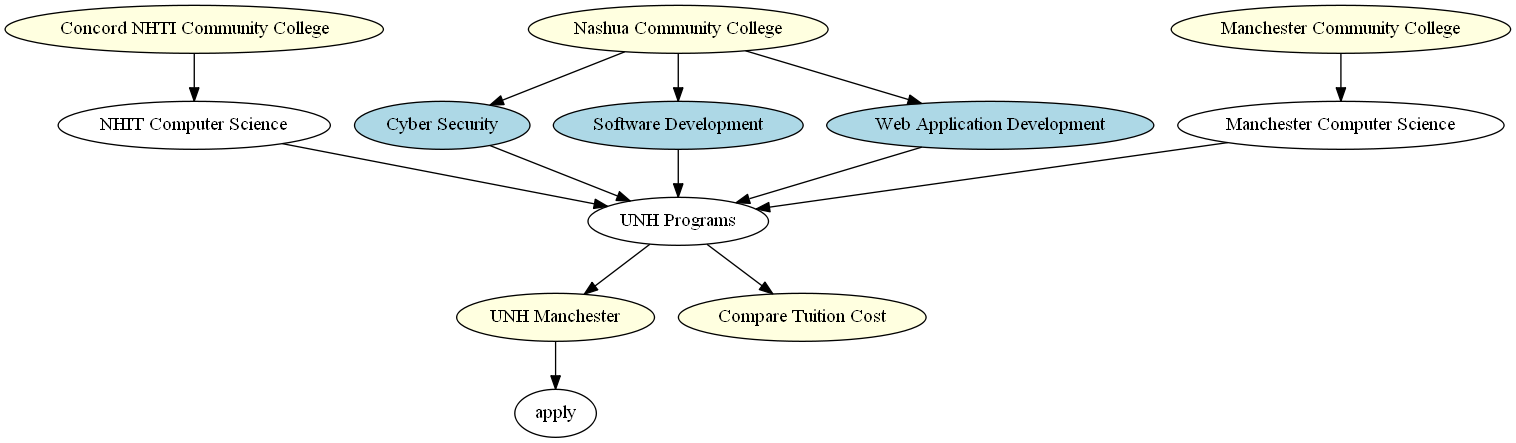 Concord NHTI Community College
Nashua Community College
Manchester Community College
NHIT Computer Science
Cyber Security
Software Development
Web Application Development
Manchester Computer Science
UNH Programs
UNH Manchester
Compare Tuition Cost
apply